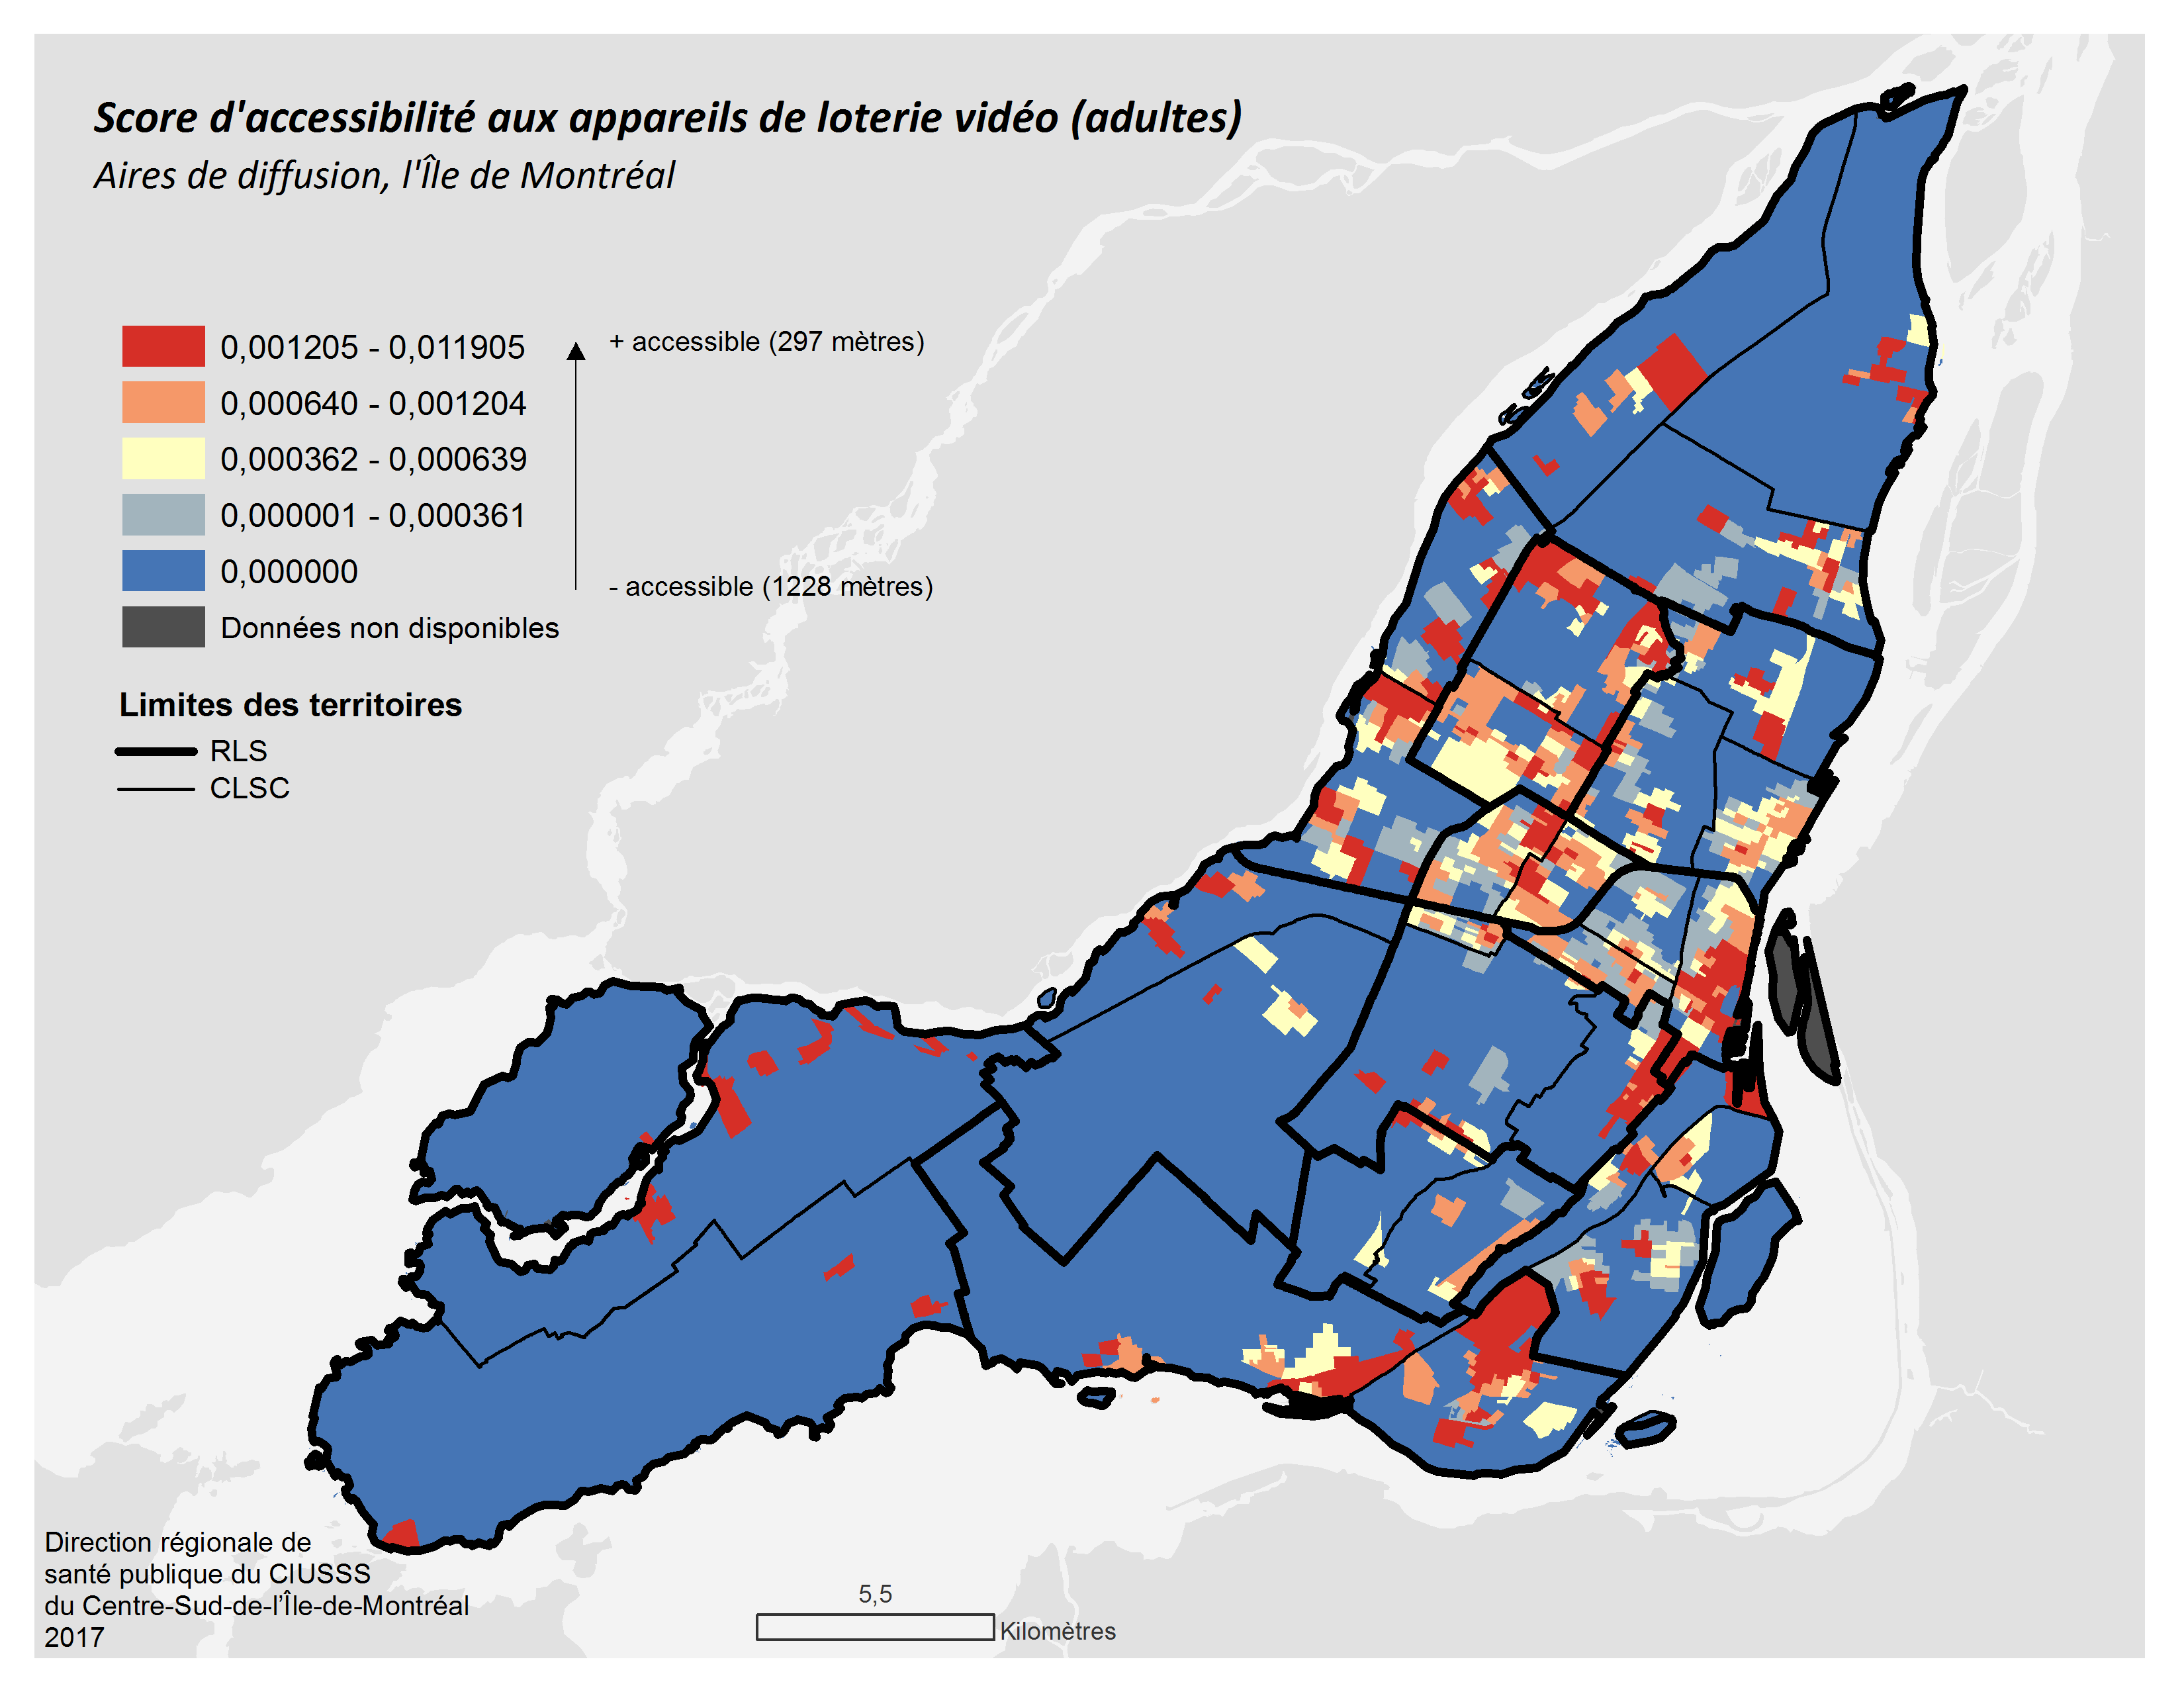 Score d'accessibilité aux appareils de loterie vidéo (adultes)
Aires de diffusion, l'Île de Montréal
0,001205 - 0,011905
0,000640 - 0,001204
0,000362 - 0,000639
0,000001 - 0,000361
0,000000
Données non disponibles
+ accessible (297 mètres)
- accessible (1228 mètres)
Limites des territoires
RLS
CLSC
Direction régionale de
santé publique du CIUSSS
du Centre-Sud-de-l'Île-de-Montréal
2017
5,5
Kilomètres